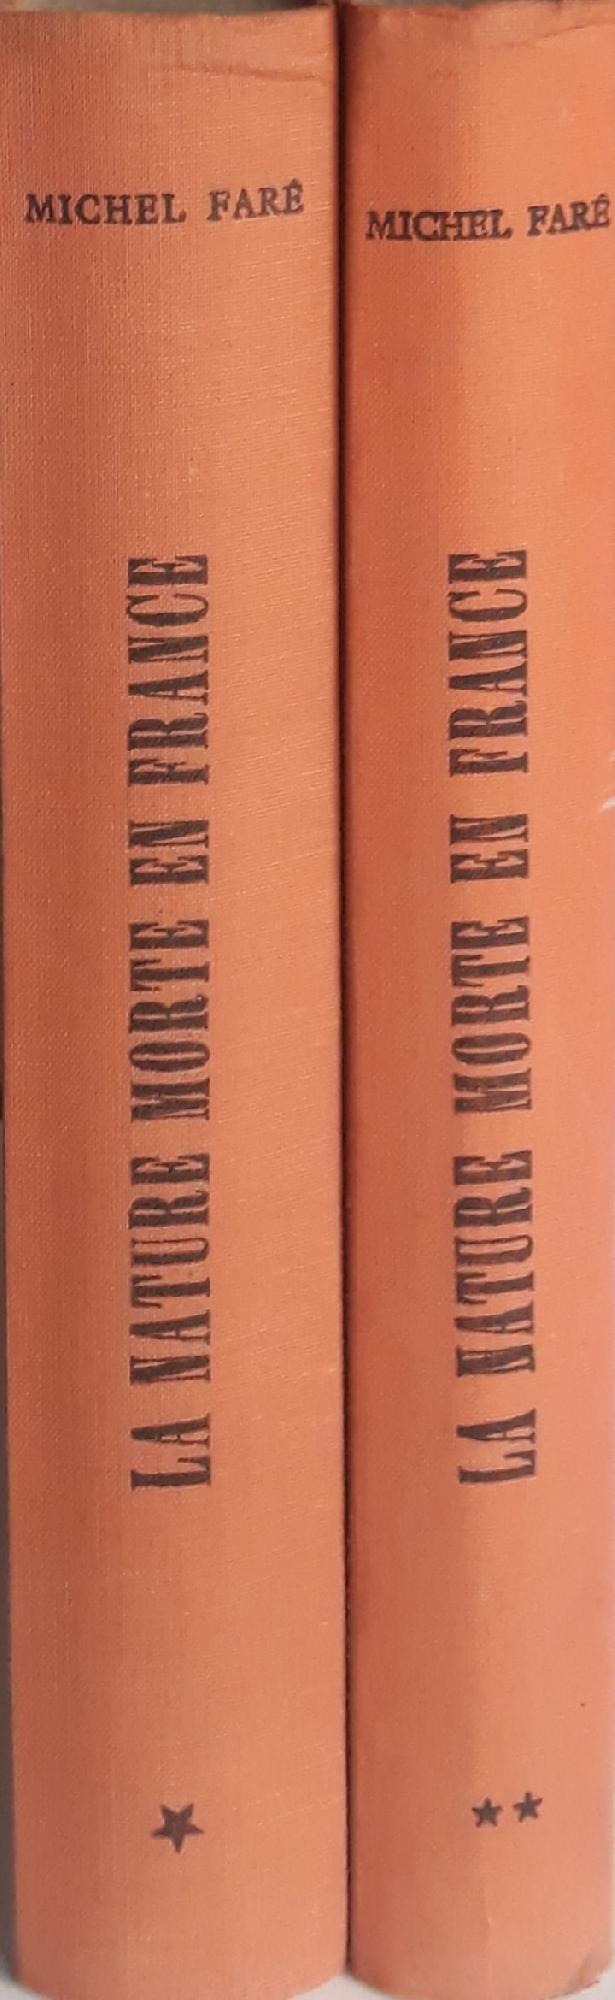 MICHEL FARÉ
LA NATURE MORTE EN FRANCE
★
MICHEL FARÉ
LA NATURE MORTE EN FRANCE
★★